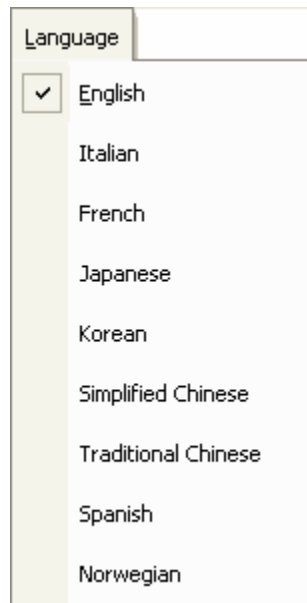 Language
English
Italian
French
Japanese
Korean
Simplified Chinese
Traditional Chinese
Spanish
Norwegian